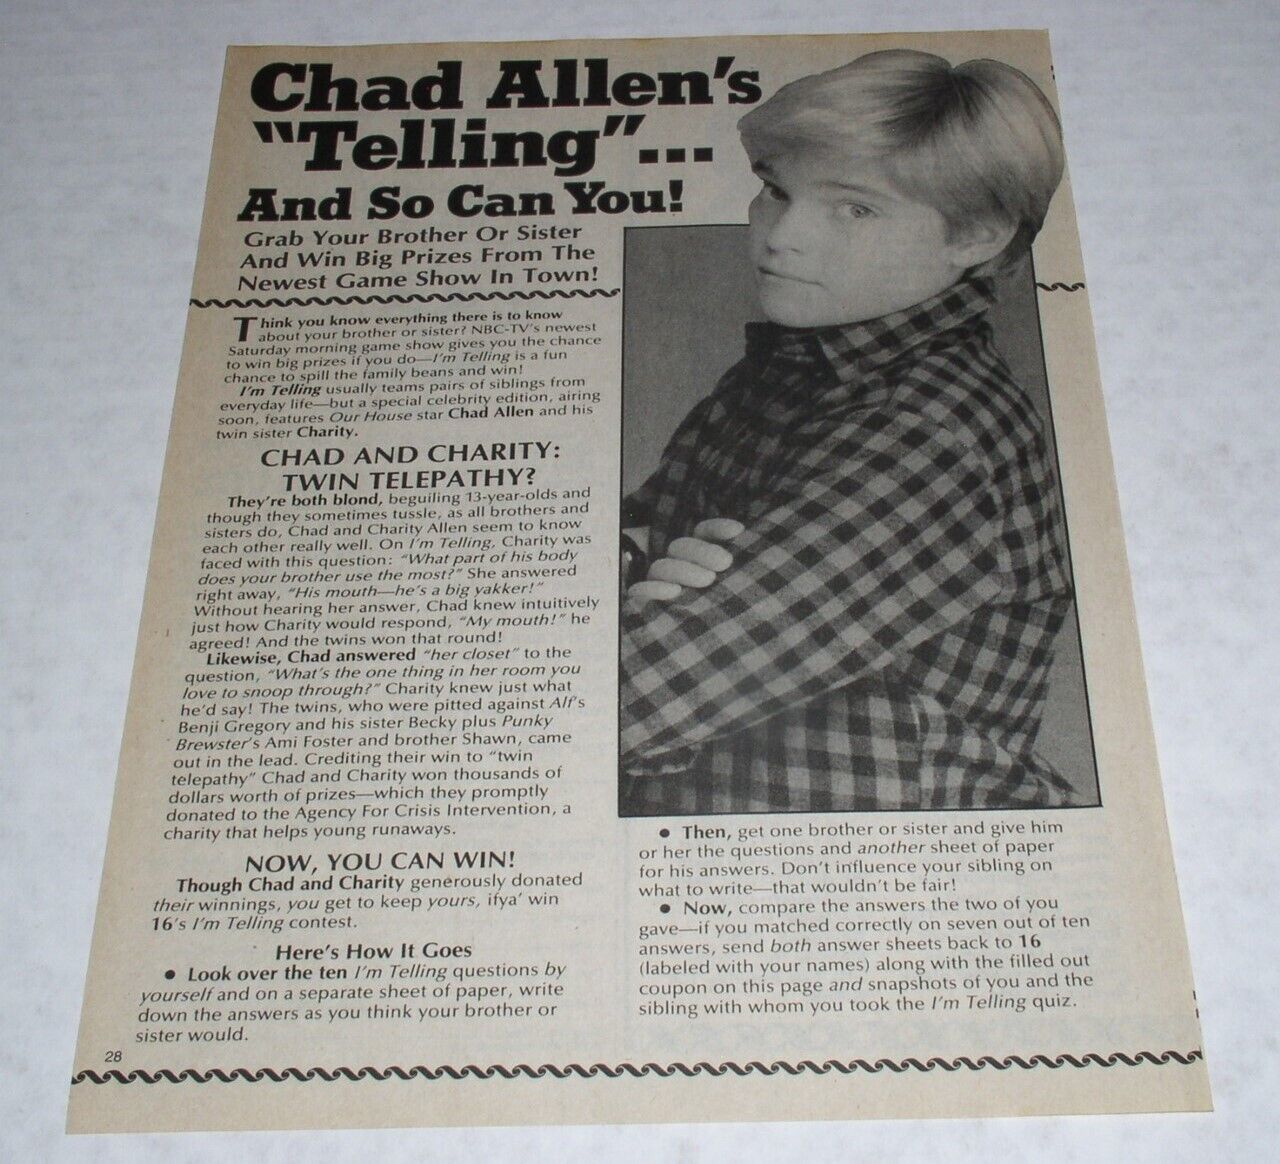 Chad Allen's
"Telling"...
And So Can You!
Grab Your Brother Or Sister
And Win Big Prizes From The
Newest Game Show In Town!
Think you know everything there is to know
about your brother or sister? NBC-TV's newest
Saturday morning game show gives you the chance
to win big prizes if you do—I'm Telling is a fun
chance to spill the family beans and win!
I'm Telling usually teams pairs of siblings from
everyday life—but a special celebrity edition, airing
soon, features Our House star Chad Allen and his
twin sister Charity.
CHAD AND CHARITY:
TWIN TELEPATHY?
They're both blond, beguiling 13-year-olds and
though they sometimes tussle, as all brothers and
sisters do, Chad and Charity Allen seem to know
each other really well. On I'm Telling, Charity was
faced with this question: "What part of his body
does your brother use the most?" She answered
right away, "His mouth—he's a big yakker!"
Without hearing her answer, Chad knew intuitively
just how Charity would respond, "My mouth!" he
agreed! And the twins won that round!
Likewise, Chad answered "her closet" to the
question, "What's the one thing in her room you
love to snoop through?" Charity knew just what
he'd say! The twins, who were pitted against Alf's
Benji Gregory and his sister Becky plus Punky
Brewster's Ami Foster and brother Shawn, came
out in the lead. Crediting their win to "twin
telepathy" Chad and Charity won thousands of
dollars worth of prizes—which they promptly
donated to the Agency For Crisis Intervention, a
charity that helps young runaways.
NOW, YOU CAN WIN!
Though Chad and Charity generously donated
their winnings, you get to keep yours, ifya' win
16's I'm Telling contest.
Here's How It Goes
● Look over the ten I'm Telling questions by
yourself and on a separate sheet of paper, write
down the answers as you think your brother or
sister would.
● Then, get one brother or sister and give him
or her the questions and another sheet of paper
for his answers. Don't influence your sibling on
what to write—that wouldn't be fair!
● Now, compare the answers the two of you
gave—if you matched correctly on seven out of ten
answers, send both answer sheets back to 16
(labeled with your names) along with the filled out
coupon on this page and snapshots of you and the
sibling with whom you took the I'm Telling quiz.
28